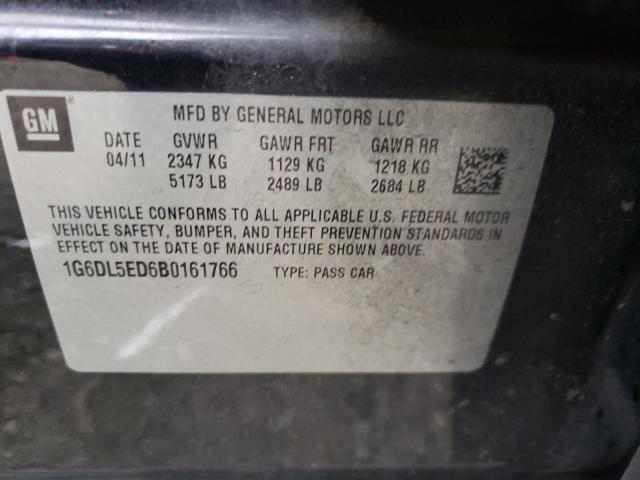 GM
MFD BY GENERAL MOTORS LLC
DATE GVWR GAWR FRT GAWR RR
04/11 2347 KG 1129 KG 1218 KG
5173 LB 2489 LB 2684 LB
THIS VEHICLE CONFORMS TO ALL APPLICABLE U.S. FEDERAL MOTOR
VEHICLE SAFETY, BUMPER, AND THEFT PREVENTION STANDARDS IN
EFFECT ON THE DATE OF MANUFACTURE SHOWN ABOVE.
1G6DL5ED6B0161766 TYPE: PASS CAR